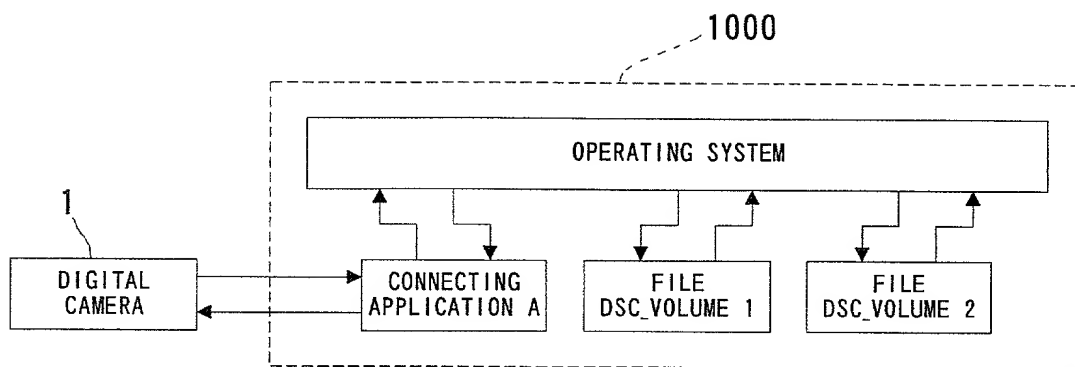 1000
OPERATING SYSTEM
1
DIGITAL
CAMERA
CONNECTING
APPLICATION A
FILE
DSC_VOLUME 1
FILE
DSC_VOLUME 2